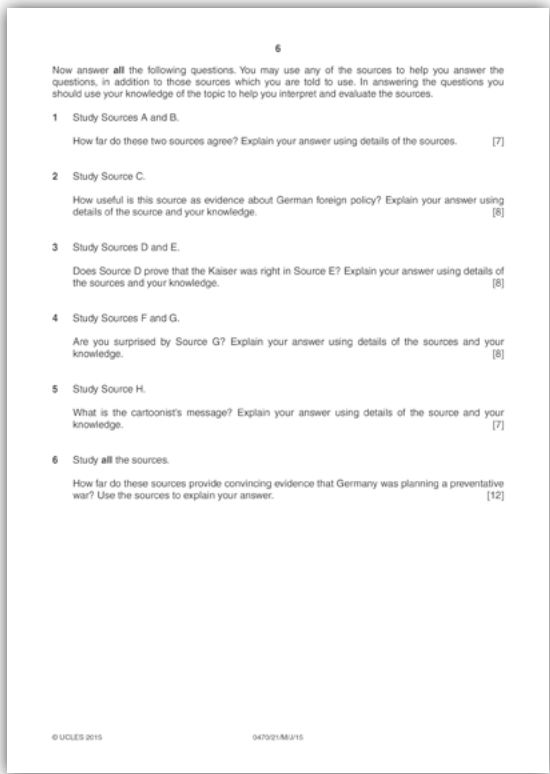 6
Now answer all the following questions. You may use any of the sources to help you answer the
questions, in addition to those sources which you are told to use. In answering the questions you
should use your knowledge of the topic to help you interpret and evaluate the sources.
1 Study Sources A and B.
How far do these two sources agree? Explain your answer using details of the sources. [7]
2 Study Source C.
How useful is this source as evidence about German foreign policy? Explain your answer using
details of the source and your knowledge. [8]
3 Study Sources D and E.
Does Source D prove that the Kaiser was right in Source E? Explain your answer using details of
the sources and your knowledge. [8]
4 Study Sources F and G.
Are you surprised by Source G? Explain your answer using details of the sources and your
knowledge. [8]
5 Study Source H.
What is the cartoonist's message? Explain your answer using details of the source and your
knowledge. [7]
6 Study all the sources.
How far do these sources provide convincing evidence that Germany was planning a preventative
war? Use the sources to explain your answer. [12]
© UCLES 2015 0470/21/M/J/15